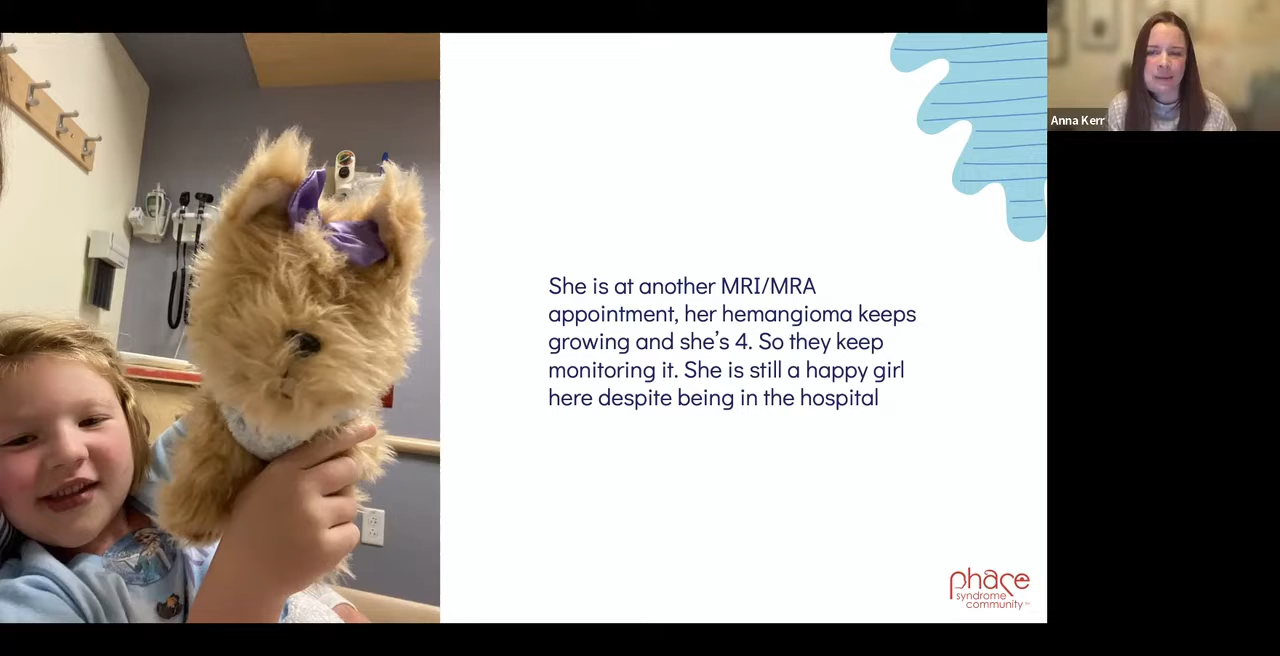 Anna Kerr
She is at another MRI/MRA
appointment, her hemangioma keeps
growing and she’s 4. So they keep
monitoring it. She is still a happy girl
here despite being in the hospital
phace
syndrome
community